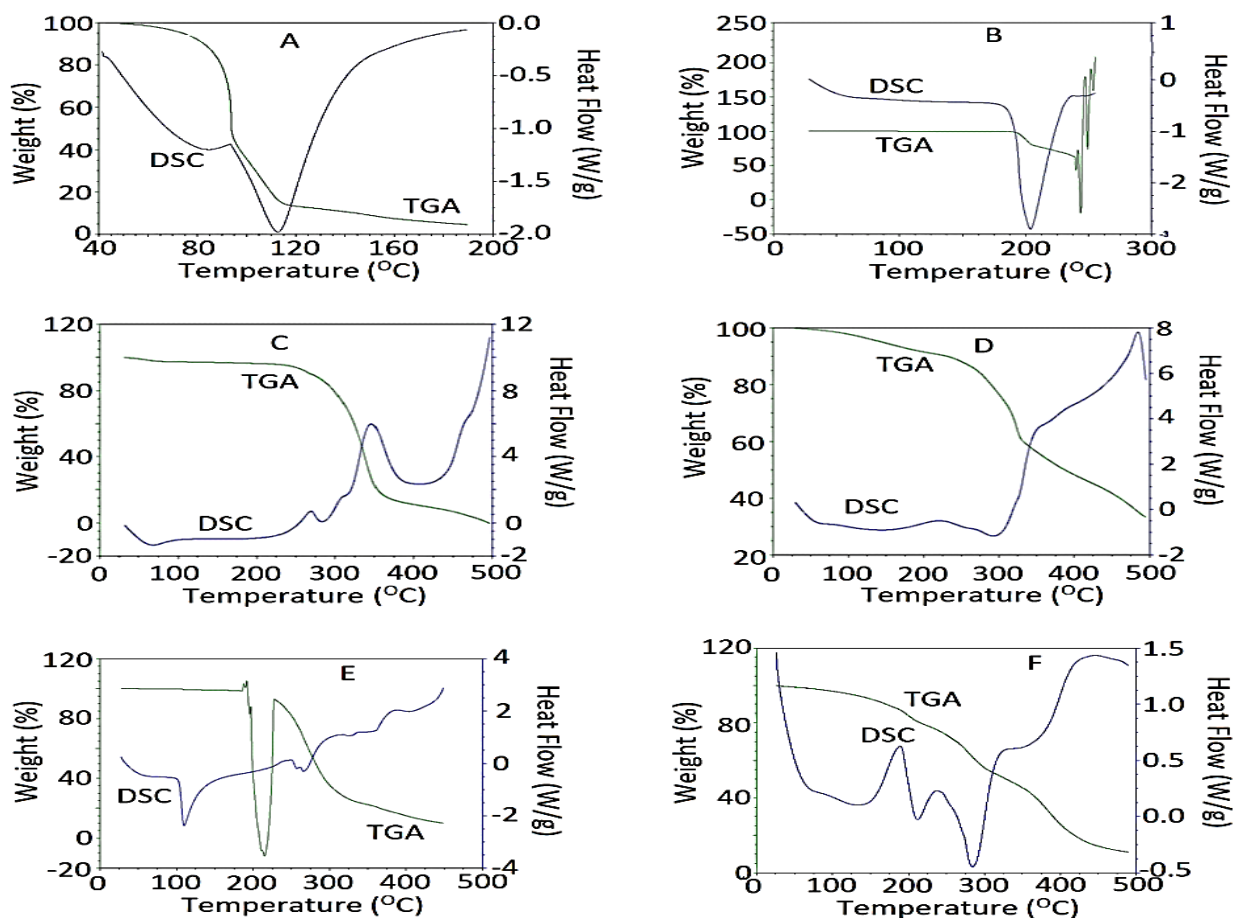 A
Weight (%)
100
80
60
40
20
0
DSC
TGA
0.0
-0.5
-1.0
-1.5
-2.0
Heat Flow (W/g)
40 80 120 160 200
Temperature (OC)
B
Weight (%)
250
200
150
100
50
0
-50
DSC
TGA
1
0
-1
-2
-3
Heat Flow (W/g)
0 100 200 300
Temperature (OC)
C
Weight (%)
120
80
40
0
-20
TGA
DSC
12
8
4
0
-2
Heat Flow (W/g)
0 100 200 300 400 500
Temperature (OC)
D
Weight (%)
100
80
60
40
20
TGA
DSC
8
6
4
2
0
-2
Heat Flow (W/g)
0 100 200 300 400 500
Temperature (OC)
E
Weight (%)
120
80
40
0
-20
DSC
TGA
4
2
0
-2
-4
Heat Flow (W/g)
0 100 200 300 400 500
Temperature (OC)
F
Weight (%)
120
80
40
0
TGA
DSC
1.5
1.0
0.5
0.0
-0.5
Heat Flow (W/g)
0 100 200 300 400 500
Temperature (OC)